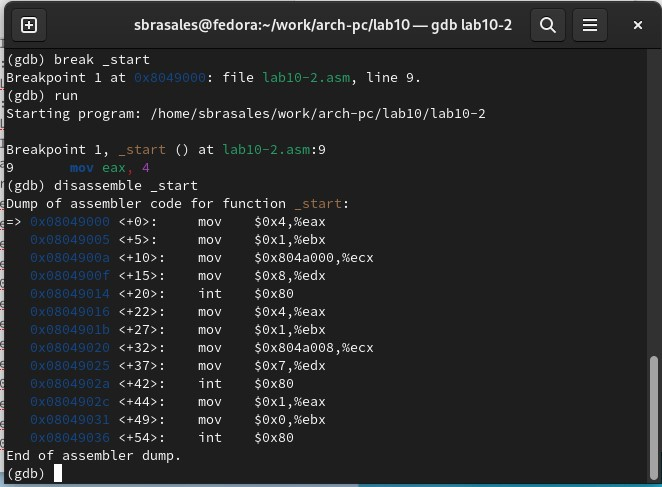 sbrasales@fedora:~/work/arch-pc/lab10 — gdb lab10-2
(gdb) break _start
Breakpoint 1 at 0x8049000: file lab10-2.asm, line 9.
(gdb) run
Starting program: /home/sbrasales/work/arch-pc/lab10/lab10-2
Breakpoint 1, _start () at lab10-2.asm:9
9       mov eax, 4
(gdb) disassemble _start
Dump of assembler code for function _start:
=> 0x08049000 <+0>:     mov    $0x4,%eax
   0x08049005 <+5>:     mov    $0x1,%ebx
   0x0804900a <+10>:    mov    $0x804a000,%ecx
   0x0804900f <+15>:    mov    $0x8,%edx
   0x08049014 <+20>:    int    $0x80
   0x08049016 <+22>:    mov    $0x4,%eax
   0x0804901b <+27>:    mov    $0x1,%ebx
   0x08049020 <+32>:    mov    $0x804a008,%ecx
   0x08049025 <+37>:    mov    $0x7,%edx
   0x0804902a <+42>:    int    $0x80
   0x0804902c <+44>:    mov    $0x1,%eax
   0x08049031 <+49>:    mov    $0x0,%ebx
   0x08049036 <+54>:    int    $0x80
End of assembler dump.
(gdb)